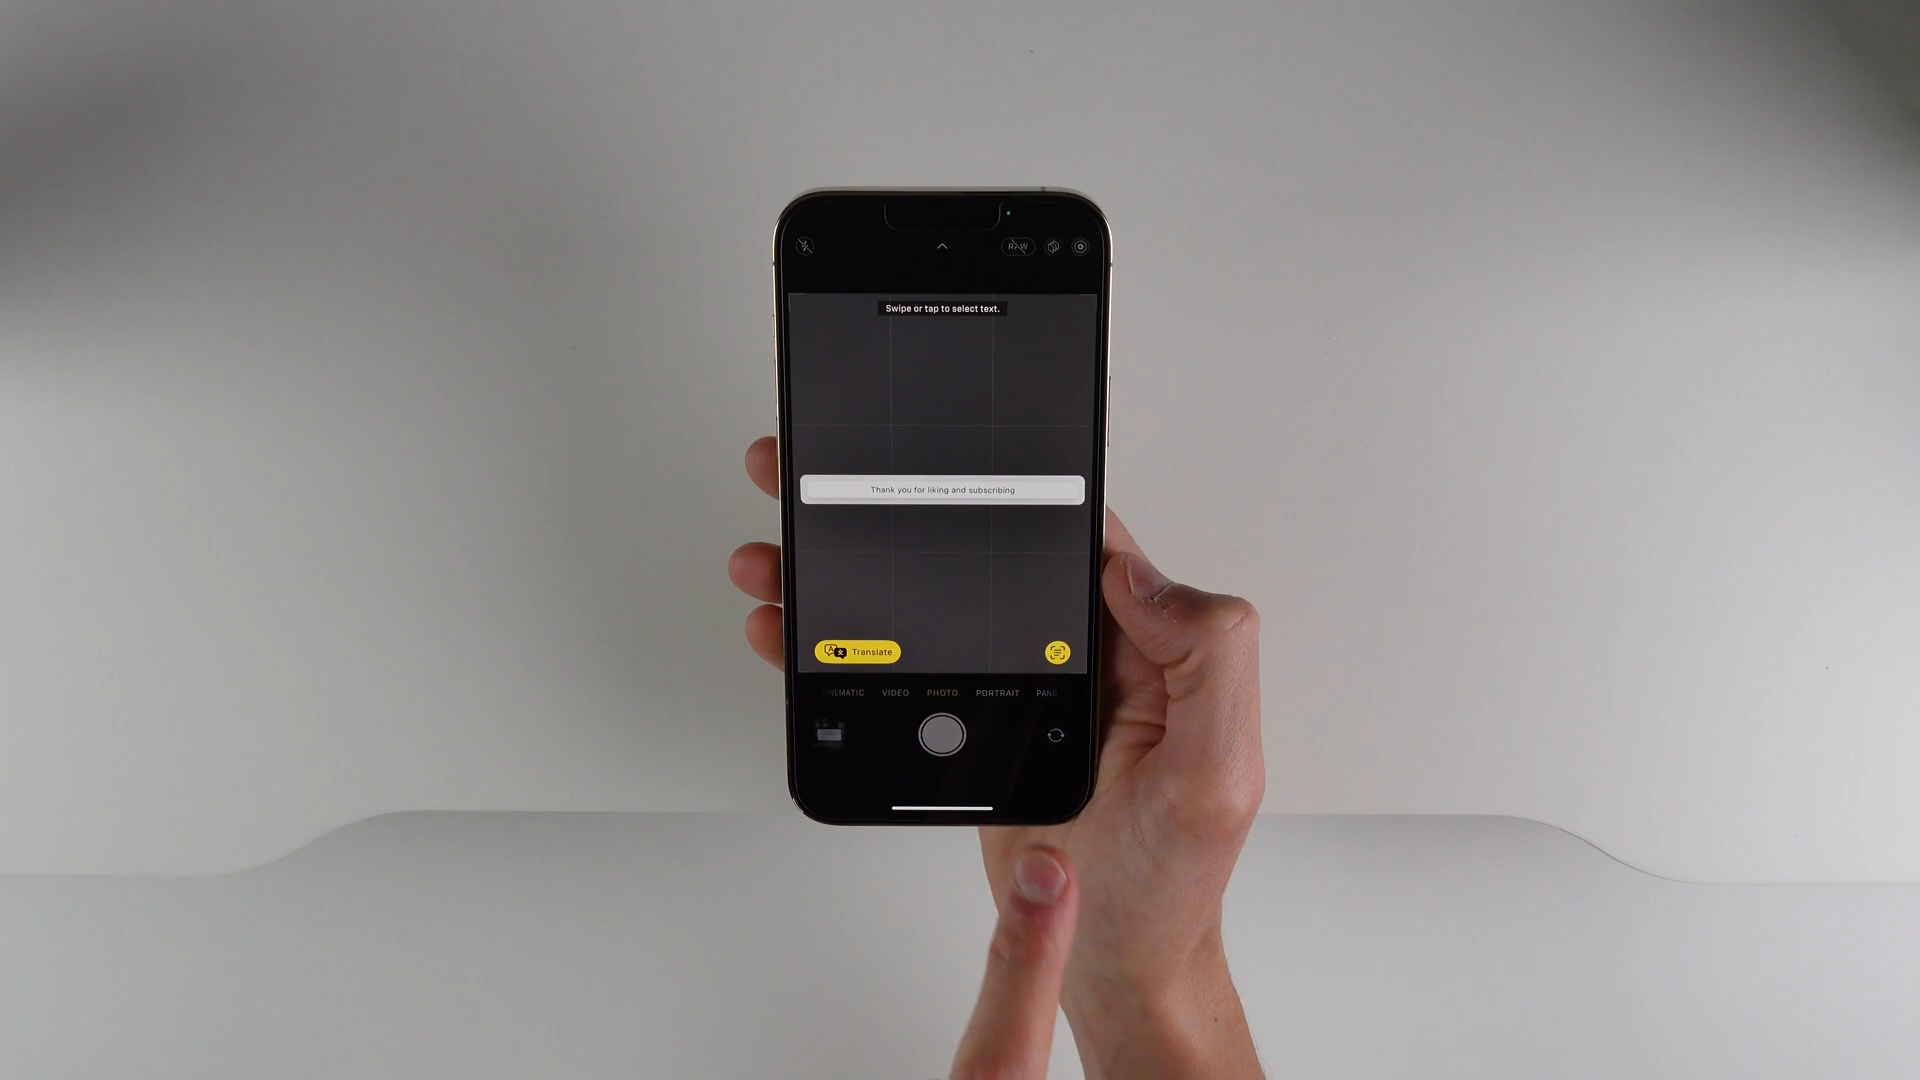 RAW
Swipe or tap to select text.
Thank you for liking and subscribing
Translate
VIDEO PHOTO PORTRAIT